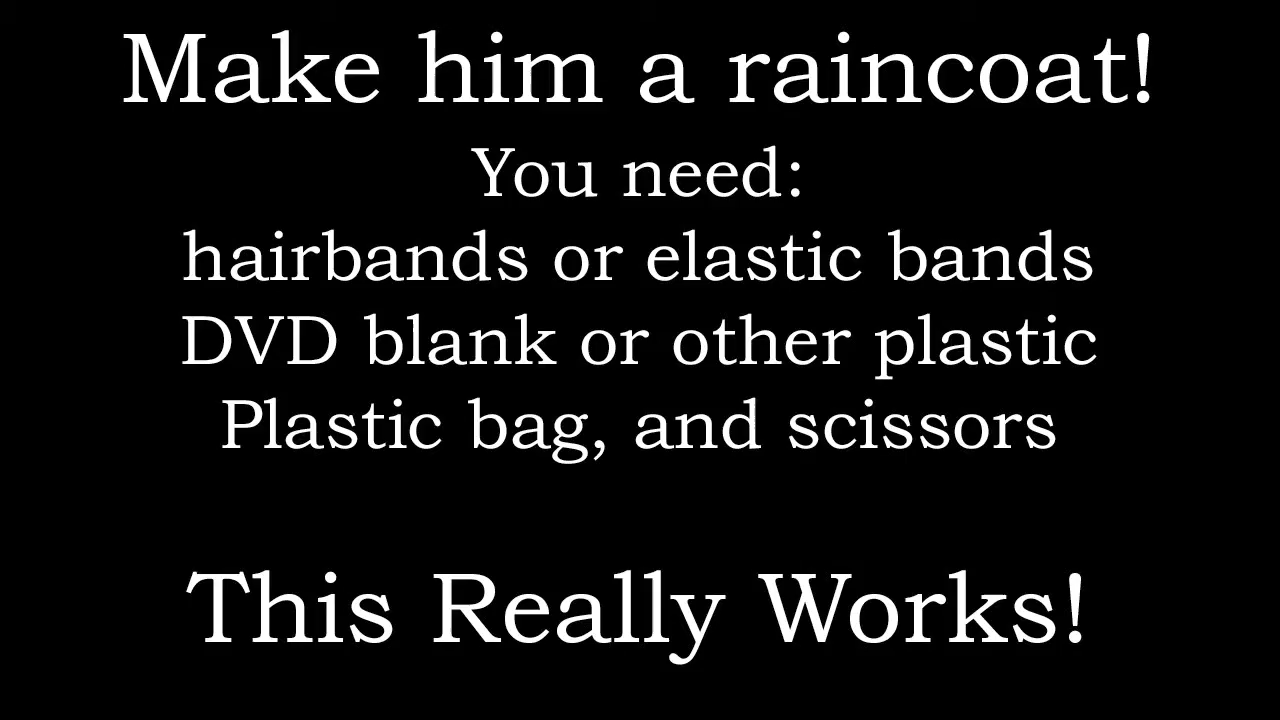 Make him a raincoat!
You need:
hairbands or elastic bands
DVD blank or other plastic
Plastic bag, and scissors
This Really Works!